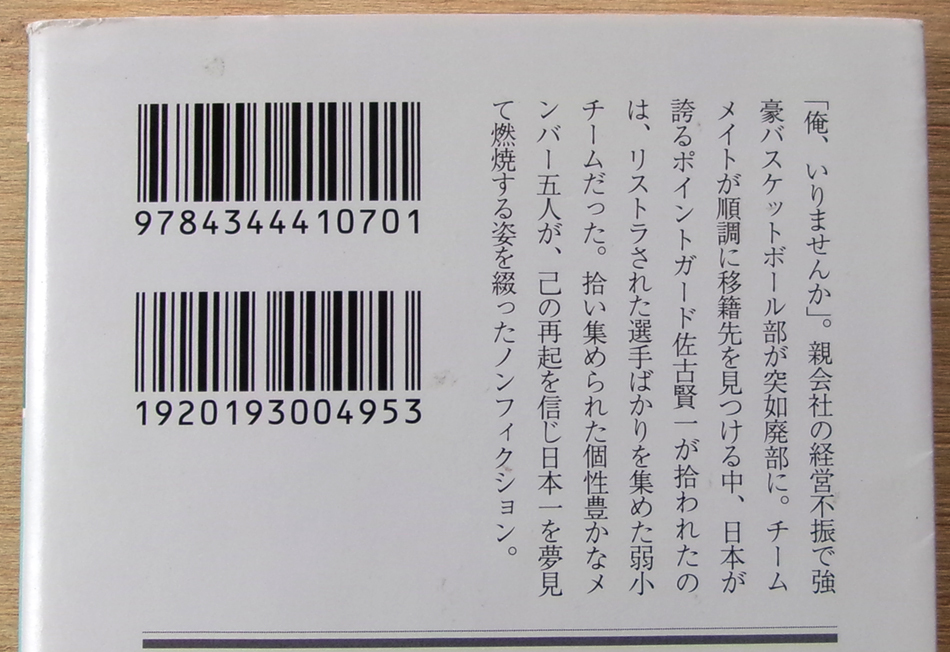 「俺、いりませんか」。親会社の経営不振で強
豪バスケットボール部が突如廃部に。チーム
メイトが順調に移籍先を見つける中、日本が
誇るポイントガード佐古賢一が拾われたの
は、リストラされた選手ばかりを集めた弱小
チームだった。拾い集められた個性豊かなメ
ンバー五人が、己の再起を信じ日本一を夢見
て燃焼する姿を綴ったノンフィクション。
9784344410701
1920193004953